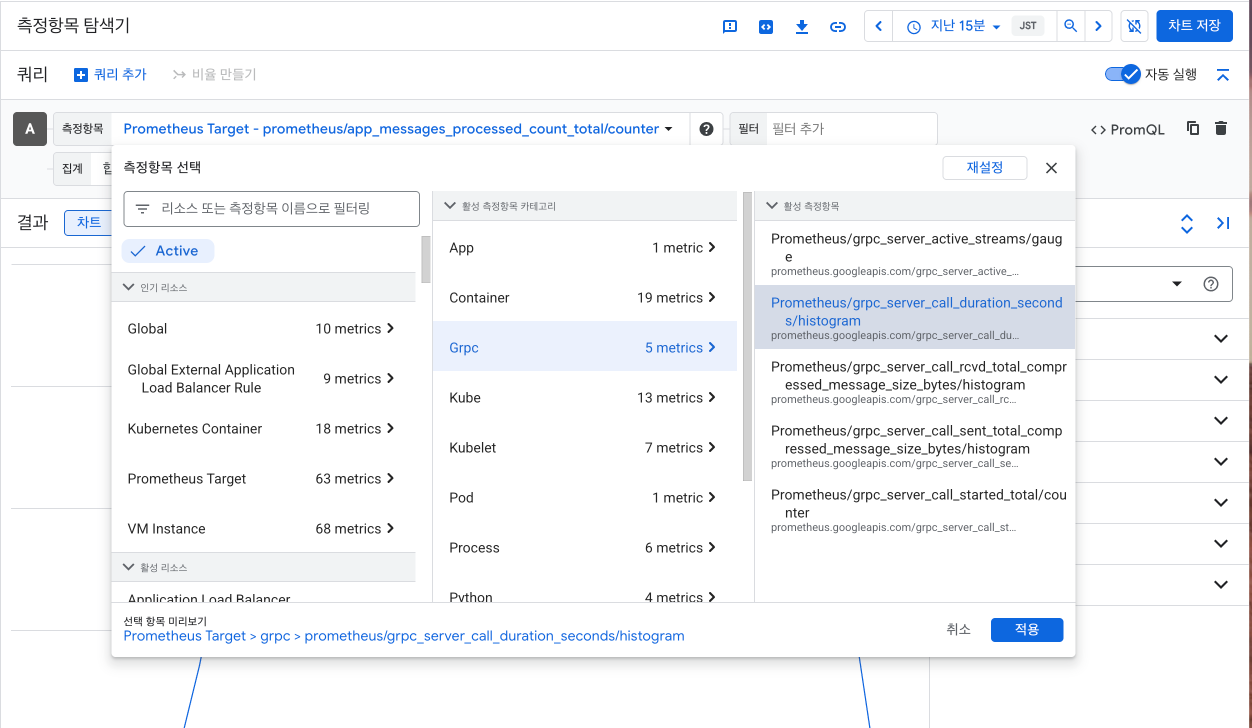 측정항목 탐색기
지난 15분
JST
차트 저장
쿼리
쿼리 추가
비율 만들기
자동 실행
A
측정항목
Prometheus Target - prometheus/app_messages_processed_count_total/counter
필터
필터 추가
<> PromQL
집계
측정항목 선택
재설정
결과
차트
리소스 또는 측정항목 이름으로 필터링
Active
인기 리소스
Global
10 metrics
Global External Application
Load Balancer Rule
9 metrics
Kubernetes Container
18 metrics
Prometheus Target
63 metrics
VM Instance
68 metrics
활성 리소스
Application Load Balancer
활성 측정항목 카테고리
App
1 metric
Container
19 metrics
Grpc
5 metrics
Kube
13 metrics
Kubelet
7 metrics
Pod
1 metric
Process
6 metrics
Python
4 metrics
활성 측정항목
Prometheus/grpc_server_active_streams/gaug
e
prometheus.googleapis.com/grpc_server_active_...
Prometheus/grpc_server_call_duration_second
s/histogram
prometheus.googleapis.com/grpc_server_call_du...
Prometheus/grpc_server_call_rcvd_total_compr
essed_message_size_bytes/histogram
prometheus.googleapis.com/grpc_server_call_rc...
Prometheus/grpc_server_call_sent_total_comp
ressed_message_size_bytes/histogram
prometheus.googleapis.com/grpc_server_call_se...
Prometheus/grpc_server_call_started_total/cou
nter
prometheus.googleapis.com/grpc_server_call_st...
선택 항목 미리보기
Prometheus Target > grpc > prometheus/grpc_server_call_duration_seconds/histogram
취소
적용